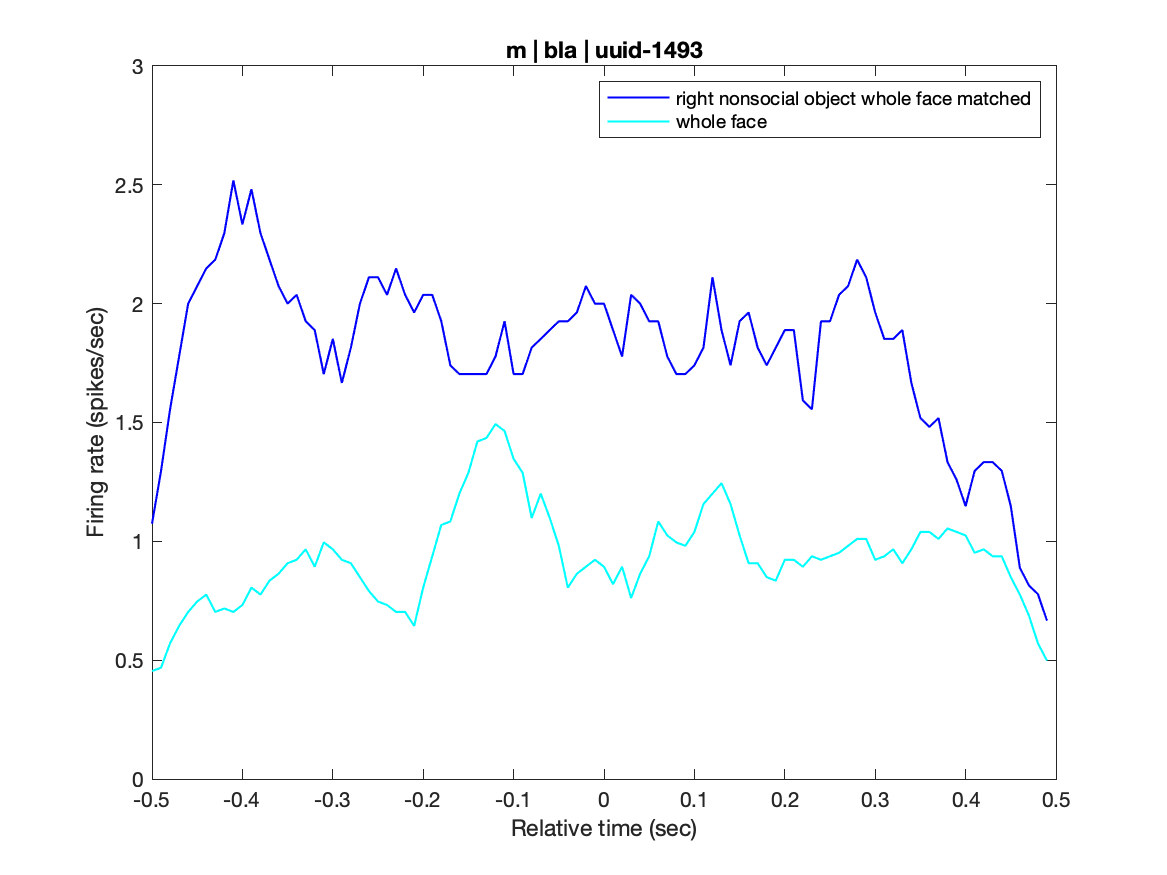 m | bla | uuid-1493
right nonsocial object whole face matched
whole face
Firing rate (spikes/sec)
3
2.5
2
1.5
1
0.5
0
-0.5 -0.4 -0.3 -0.2 -0.1 0 0.1 0.2 0.3 0.4 0.5
Relative time (sec)